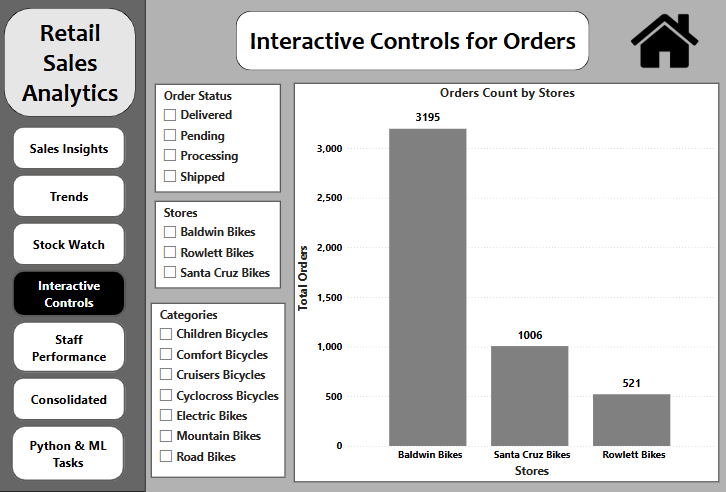 Retail
Sales
Analytics
Interactive Controls for Orders
Sales Insights
Trends
Stock Watch
Interactive
Controls
Staff
Performance
Consolidated
Python & ML
Tasks
Order Status
Delivered
Pending
Processing
Shipped
Stores
Baldwin Bikes
Rowlett Bikes
Santa Cruz Bikes
Categories
Children Bicycles
Comfort Bicycles
Cruisers Bicycles
Cyclocross Bicycles
Electric Bikes
Mountain Bikes
Road Bikes
Orders Count by Stores
Total Orders
3,000
2,500
2,000
1,500
1,000
500
0
3195
1006
521
Baldwin Bikes
Santa Cruz Bikes
Rowlett Bikes
Stores